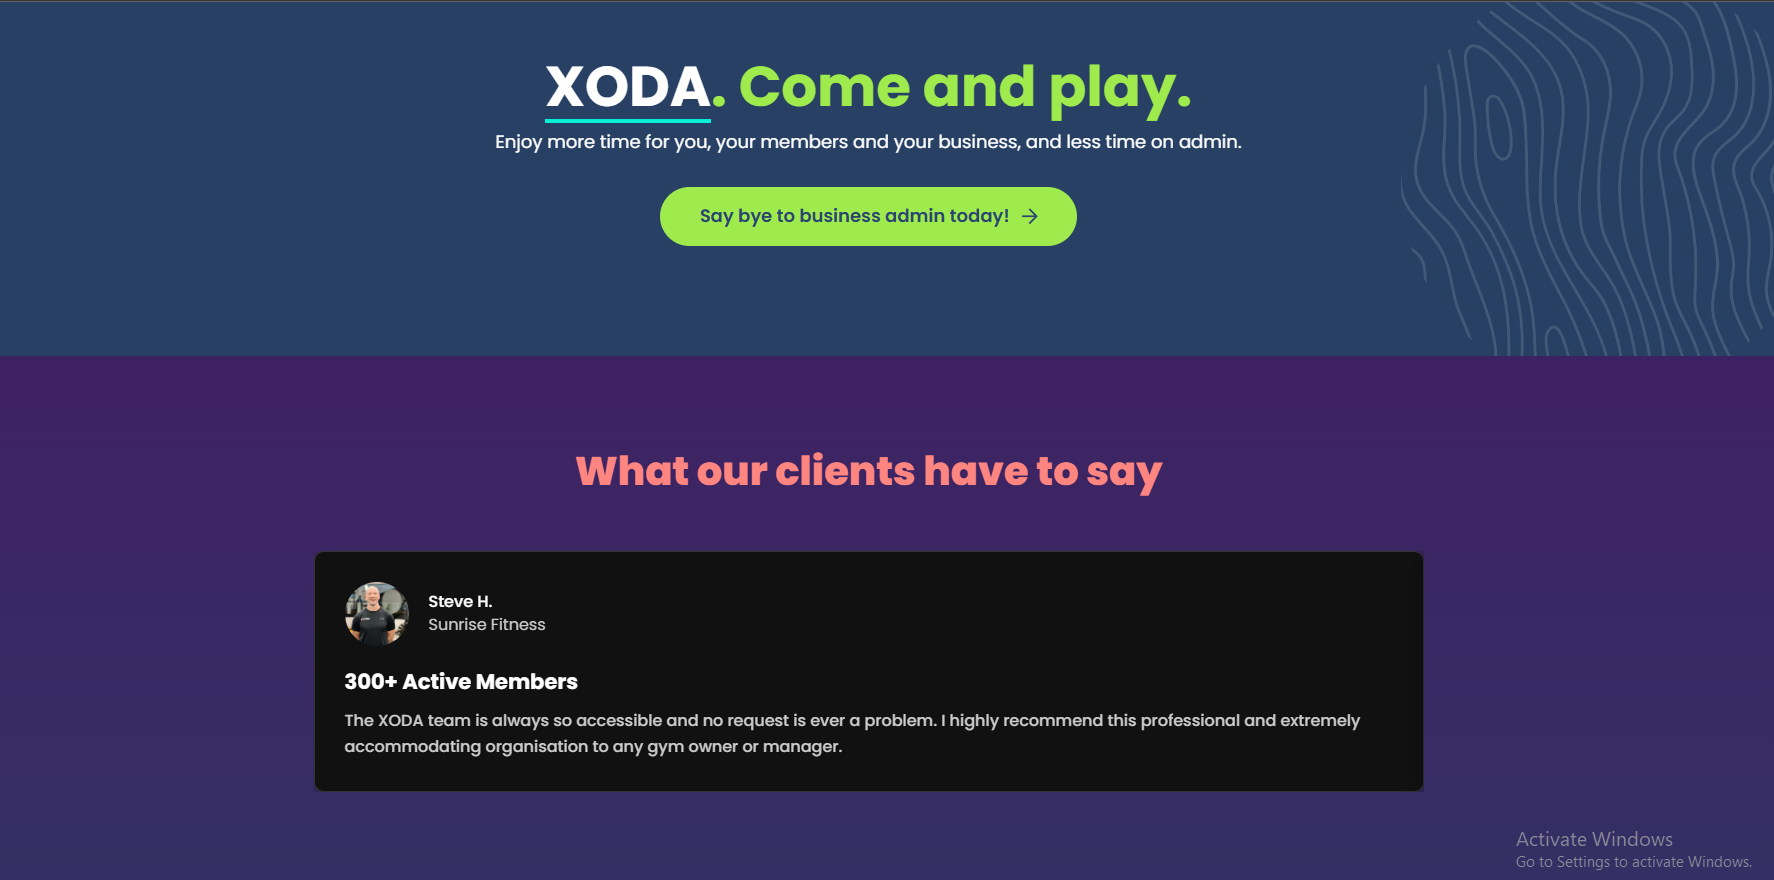 XODA. Come and play.
Enjoy more time for you, your members and your business, and less time on admin.
Say bye to business admin today! →
What our clients have to say
Steve H.
Sunrise Fitness
300+ Active Members
The XODA team is always so accessible and no request is ever a problem. I highly recommend this professional and extremely
accommodating organisation to any gym owner or manager.
Activate Windows
Go to Settings to activate Windows.